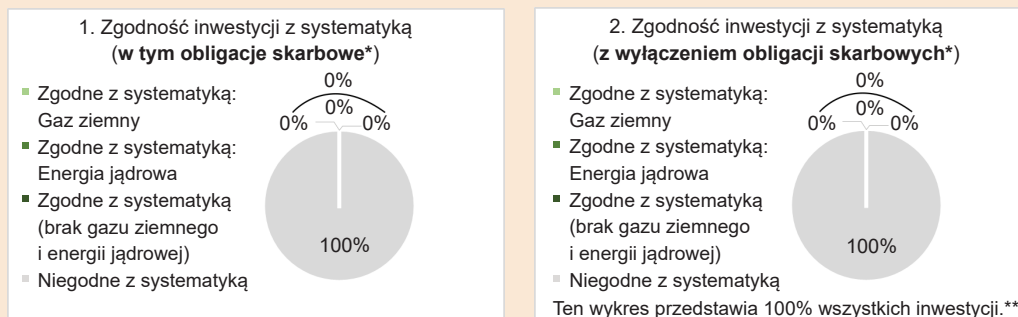 1. Zgodność inwestycji z systematyką
(w tym obligacje skarbowe*)
Zgodne z systematyką:
Gaz ziemny
Zgodne z systematyką:
Energia jądrowa
Zgodne z systematyką
(brak gazu ziemnego
i energii jądrowej)
Niegodne z systematyką
0%
0%
0%
0%
100%
2. Zgodność inwestycji z systematyką
(z wyłączeniem obligacji skarbowych*)
Zgodne z systematyką:
Gaz ziemny
Zgodne z systematyką:
Energia jądrowa
Zgodne z systematyką
(brak gazu ziemnego
i energii jądrowej)
Niegodne z systematyką
0%
0%
0%
0%
100%
Ten wykres przedstawia 100% wszystkich inwestycji.**